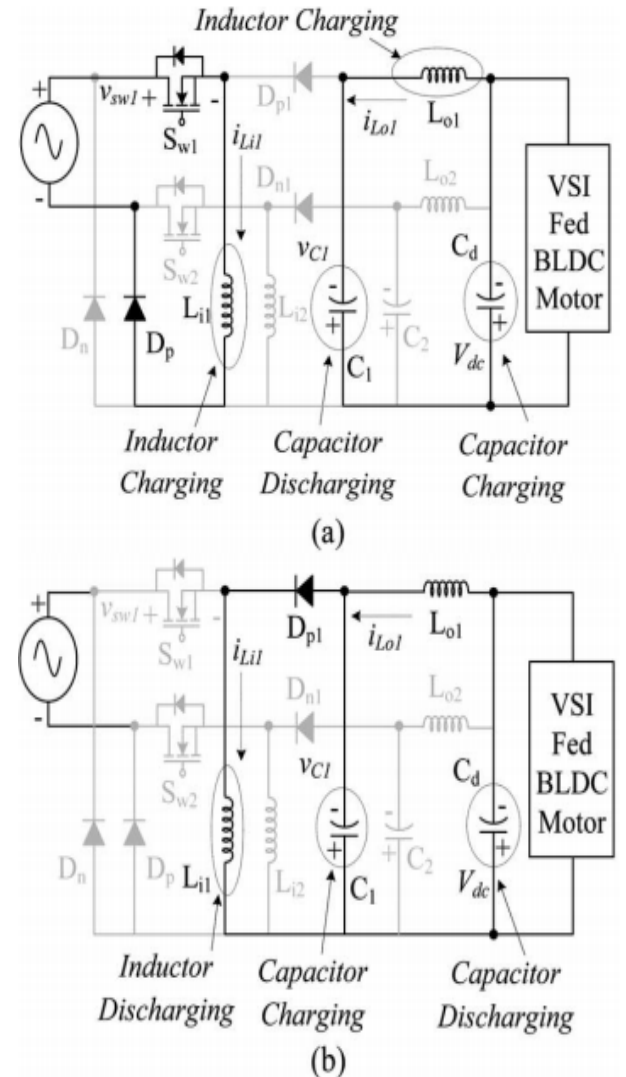 Inductor Charging
+
v_sw1 +
-
D_p1
i_Lo1
L_o1
S_w1
i_Li1
-
D_n1
L_o2
VSI
Fed
BLDC
Motor
S_w2
v_C1
C_d
-
-
-
L_i1
L_i2
+
+
+
D_n
D_p
C_1
C_2
V_dc
Inductor
Charging
Capacitor
Discharging
Capacitor
Charging
(a)
+
v_sw1 +
-
D_p1
i_Lo1
L_o1
S_w1
i_Li1
-
D_n1
L_o2
VSI
Fed
BLDC
Motor
S_w2
v_C1
C_d
-
-
-
L_i1
L_i2
+
+
+
D_n
D_p
C_1
C_2
V_dc
Inductor
Discharging
Capacitor
Charging
Capacitor
Discharging
(b)